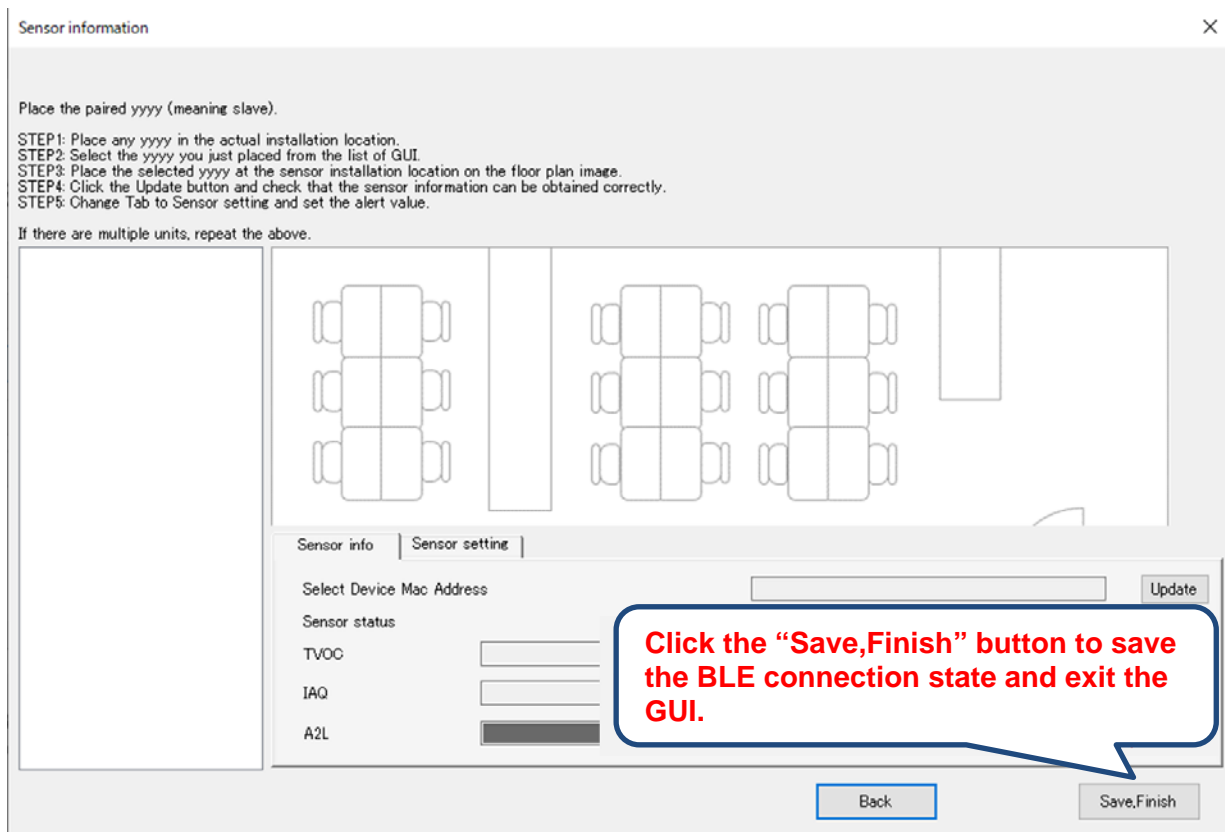 Sensor information
Place the paired yyyy (meaning slave).
STEP1: Place any yyyy in the actual installation location.
STEP2: Select the yyyy you just placed from the list of GUI.
STEP3: Place the selected yyyy at the sensor installation location on the floor plan image.
STEP4: Click the Update button and check that the sensor information can be obtained correctly.
STEP5: Change Tab to Sensor setting and set the alert value.
If there are multiple units, repeat the above.
Sensor info
Sensor setting
Select Device Mac Address
Update
Sensor status
TVOC
IAQ
A2L
Click the “Save,Finish” button to save
the BLE connection state and exit the
GUI.
Back
Save,Finish